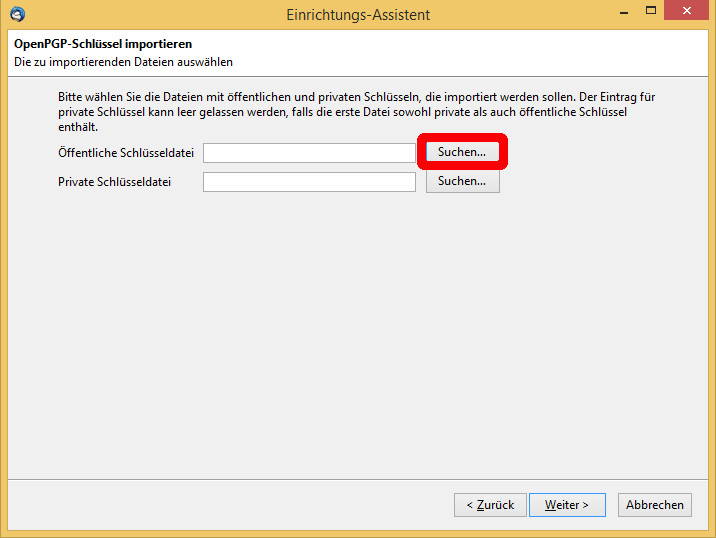 Einrichtungs-Assistent
OpenPGP-Schlüssel importieren
Die zu importierenden Dateien auswählen
Bitte wählen Sie die Dateien mit öffentlichen und privaten Schlüsseln, die importiert werden sollen. Der Eintrag für
private Schlüssel kann leer gelassen werden, falls die erste Datei sowohl private als auch öffentliche Schlüssel
enthält.
Öffentliche Schlüsseldatei Suchen...
Private Schlüsseldatei Suchen...
< Zurück Weiter > Abbrechen